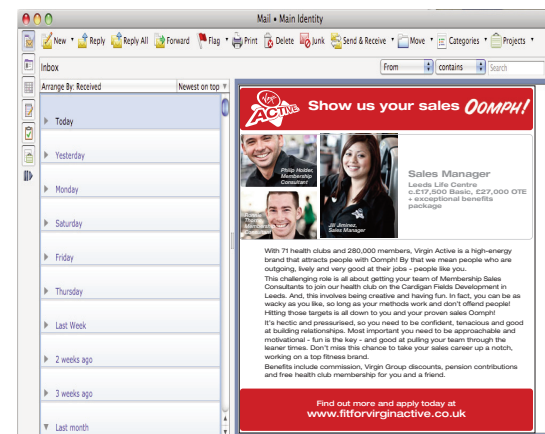 Mail • Main Identity
New Reply Reply All Forward Flag Print Delete Junk Send & Receive Move Categories Projects
Inbox
From contains Search
Arrange By: Received Newest on top
Today
Yesterday
Monday
Saturday
Friday
Thursday
Last Week
2 weeks ago
3 weeks ago
Last month
Virgin
ACTIVE
Show us your sales OOMPH!
Philip Holder,
Membership
Consultant
Membership
Jill Jiminez,
Sales Manager
Sales Manager
Leeds Life Centre
c.£17,500 Basic, £27,000 OTE
+ exceptional benefits
package
With 71 health clubs and 280,000 members, Virgin Active is a high-energy
brand that attracts people with Oomph! By that we mean people who are
outgoing, lively and very good at their jobs - people like you.
This challenging role is all about getting your team of Membership Sales
Consultants to join our health club on the Cardigan Fields Development in
Leeds. And, this involves being creative and having fun. In fact, you can be as
wacky as you like, so long as your methods work and don't offend people!
Hitting those targets is all down to you and your proven sales Oomph!
It's hectic and pressurised, so you need to be confident, tenacious and good
at building relationships. Most important you need to be approachable and
motivational - fun is the key - and good at pulling your team through the
leaner times. Don't miss this chance to take your sales career up a notch,
working on a top fitness brand.
Benefits include commission, Virgin Group discounts, pension contributions
and free health club membership for you and a friend.
Find out more and apply today at
www.fitforvirginactive.co.uk